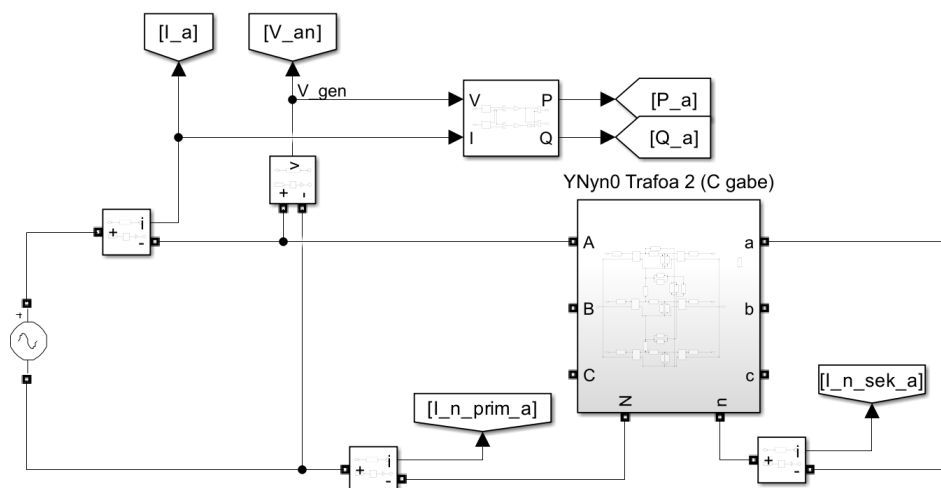 [I_a]
[V_an]
V_gen
V
P
[P_a]
I
Q
[Q_a]
v
+ -
YNyn0 Trafoa 2 (C gabe)
i
+
-
A
a
B
b
C
c
N
n
+
[I_n_prim_a]
[I_n_sek_a]
i
+
-
i
+
-